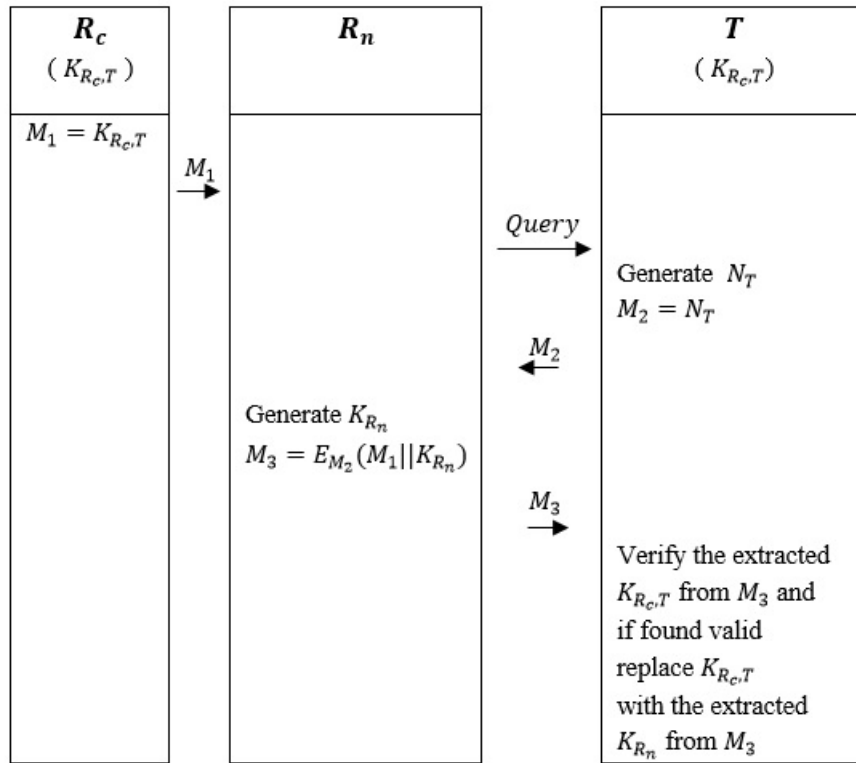 R_c
( K_{R_c,T} )
M_1 = K_{R_c,T}
M_1
R_n
Query
T
( K_{R_c,T})
Generate N_T
M_2 = N_T
M_2
Generate K_{R_n}
M_3 = E_{M_2}(M_1||K_{R_n})
M_3
Verify the extracted
K_{R_c,T} from M_3 and
if found valid
replace K_{R_c,T}
with the extracted
K_{R_n} from M_3